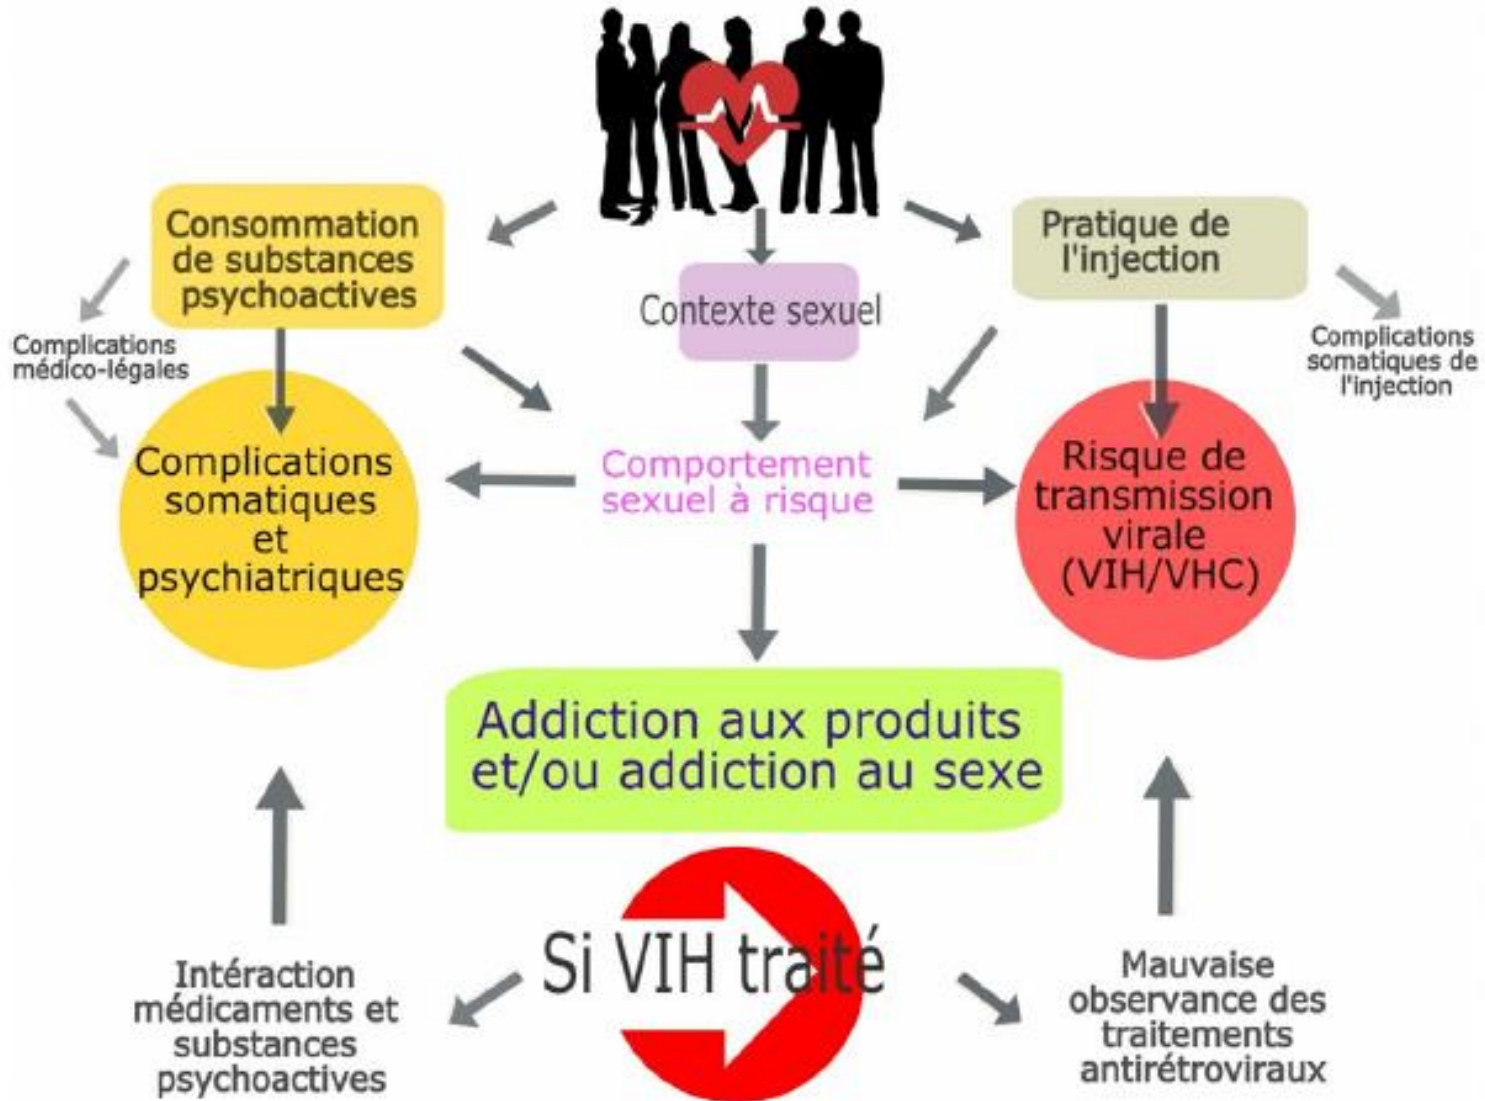 Consommation
de substances
psychoactives
Pratique de
l'injection
Contexte sexuel
Complications
médico-légales
Complications
somatiques de
l'injection
Complications
somatiques
et
psychiatriques
Comportement
sexuel à risque
Risque de
transmission
virale
(VIH/VHC)
Addiction aux produits
et/ou addiction au sexe
Si VIH traité
Intéraction
médicaments et
substances
psychoactives
Mauvaise
observance des
traitements
antirétroviraux